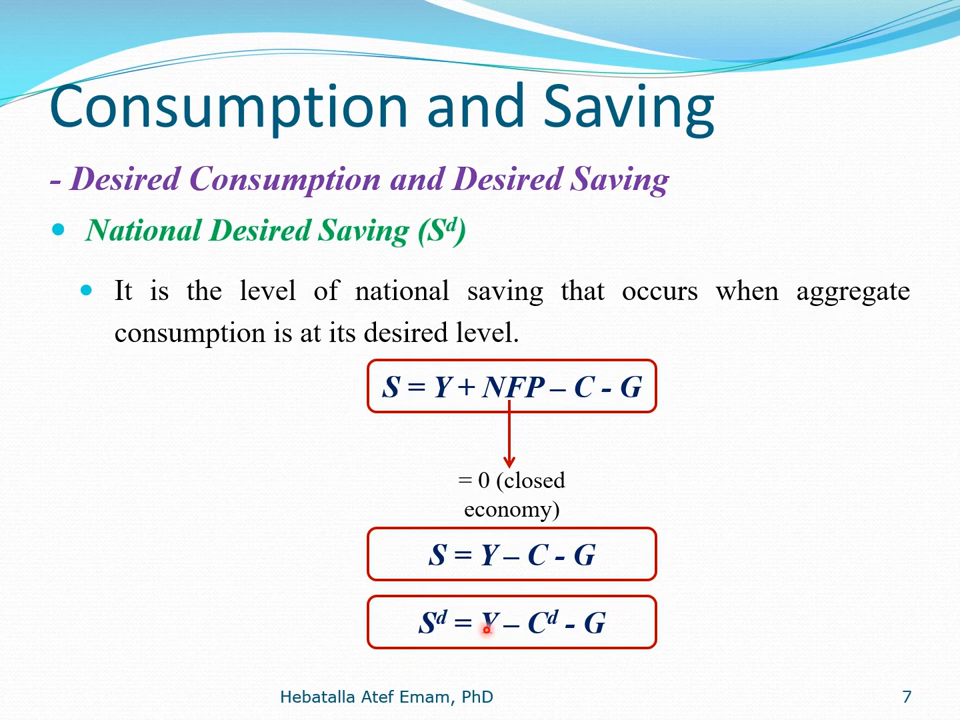 Consumption and Saving
- Desired Consumption and Desired Saving
• National Desired Saving (Sᵈ)
• It is the level of national saving that occurs when aggregate
consumption is at its desired level.
S = Y + NFP – C - G
= 0 (closed
economy)
S = Y – C - G
Sᵈ = Y – Cᵈ - G
Hebatalla Atef Emam, PhD
7